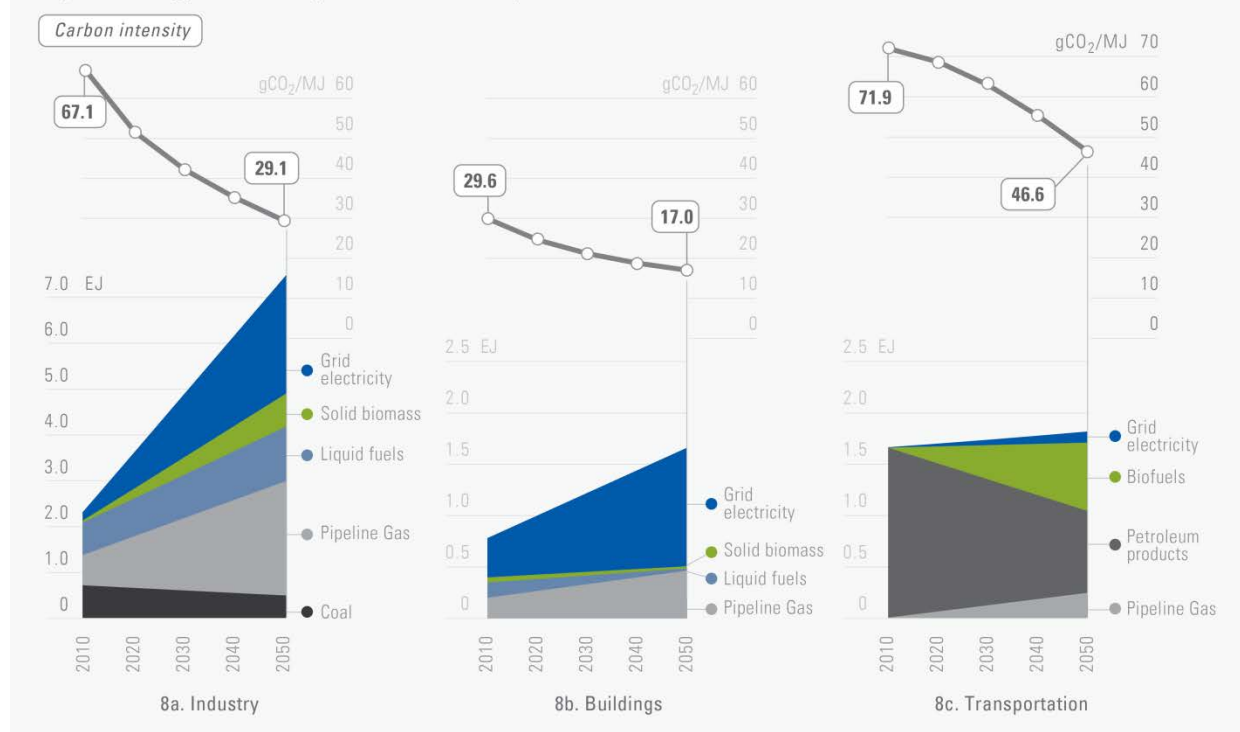 Carbon intensity
67.1
29.1
gCO₂/MJ 60
50
40
30
20
10
0
7.0 EJ
6.0
5.0
4.0
3.0
2.0
1.0
0
Grid
electricity
Solid biomass
Liquid fuels
Pipeline Gas
Coal
2010
2020
2030
2040
2050
8a. Industry
29.6
17.0
gCO₂/MJ 60
50
40
30
20
10
0
2.5 EJ
2.0
1.5
1.0
0.5
0
Grid
electricity
Solid biomass
Liquid fuels
Pipeline Gas
2010
2020
2030
2040
2050
8b. Buildings
71.9
46.6
gCO₂/MJ 70
60
50
40
30
20
10
0
2.5 EJ
2.0
1.5
1.0
0.5
0
Grid
electricity
Biofuels
Petroleum
products
Pipeline Gas
2010
2020
2030
2040
2050
8c. Transportation